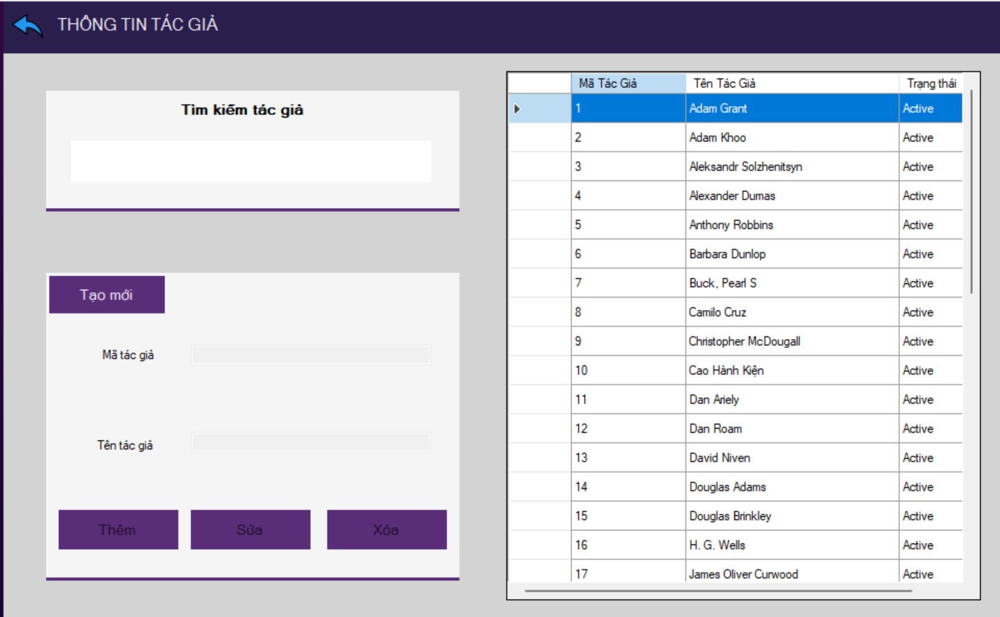 THÔNG TIN TÁC GIẢ
Tìm kiếm tác giả
Tạo mới
Mã tác giả
Tên tác giả
Thêm Sửa Xóa
Mã Tác Giả Tên Tác Giả Trạng thái
1 Adam Grant Active
2 Adam Khoo Active
3 Aleksandr Solzhenitsyn Active
4 Alexander Dumas Active
5 Anthony Robbins Active
6 Barbara Dunlop Active
7 Buck, Pearl S Active
8 Camilo Cruz Active
9 Christopher McDougall Active
10 Cao Hành Kiện Active
11 Dan Ariely Active
12 Dan Roam Active
13 David Niven Active
14 Douglas Adams Active
15 Douglas Brinkley Active
16 H. G. Wells Active
17 James Oliver Curwood Active